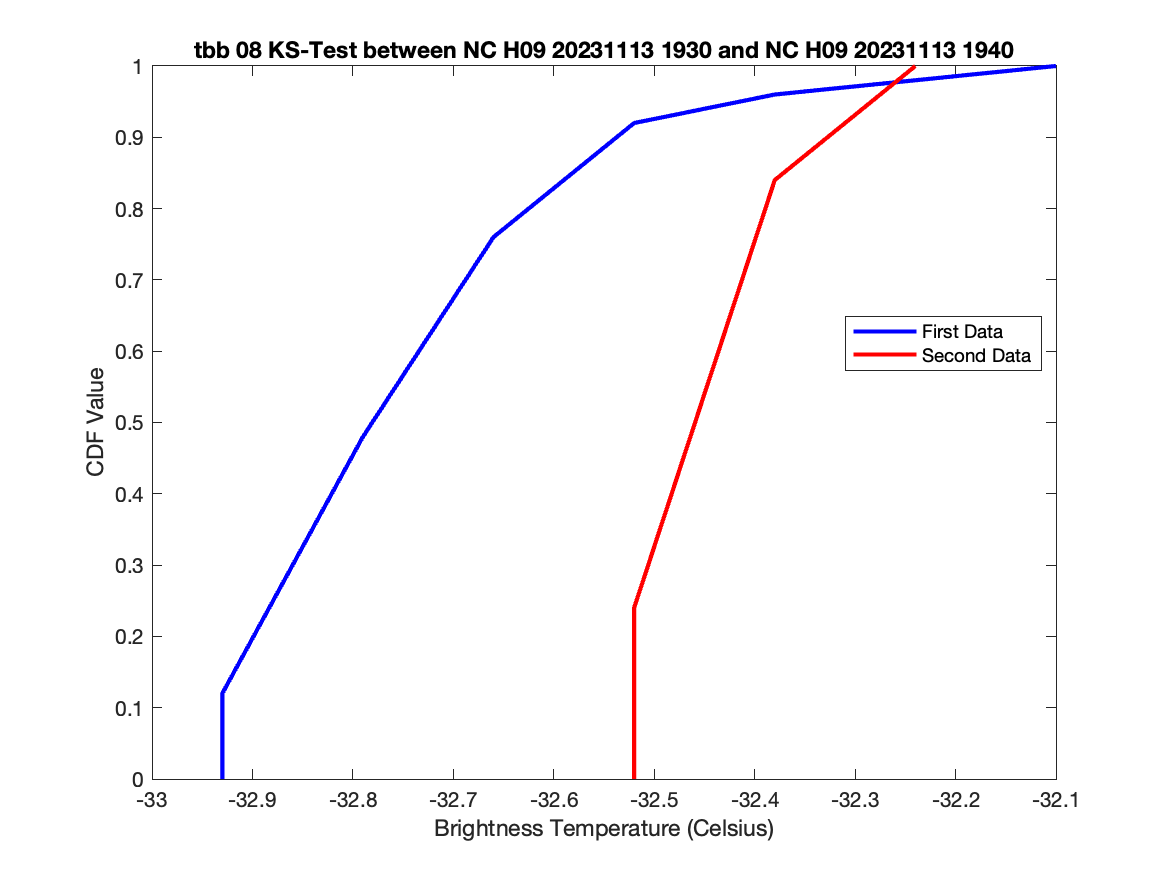 tbb 08 KS-Test between NC H09 20231113 1930 and NC H09 20231113 1940
1
0.9
0.8
0.7
0.6
0.5
0.4
0.3
0.2
0.1
0
CDF Value
First Data
Second Data
-33 -32.9 -32.8 -32.7 -32.6 -32.5 -32.4 -32.3 -32.2 -32.1
Brightness Temperature (Celsius)